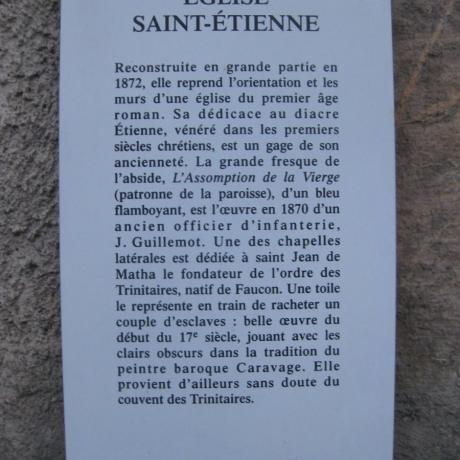 ÉGLISE
SAINT-ÉTIENNE
Reconstruite en grande partie en
1872, elle reprend l'orientation et les
murs d'une église du premier âge
roman. Sa dédicace au diacre
Étienne, vénéré dans les premiers
siècles chrétiens, est un gage de son
ancienneté. La grande fresque de
l'abside, L'Assomption de la Vierge
(patronne de la paroisse), d'un bleu
flamboyant, est l'œuvre en 1870 d'un
ancien officier d'infanterie,
J. Guillemot. Une des chapelles
latérales est dédiée à saint Jean de
Matha le fondateur de l'ordre des
Trinitaires, natif de Faucon. Une toile
le représente en train de racheter un
couple d'esclaves : belle œuvre du
début du 17e siècle, jouant avec les
clairs obscurs dans la tradition du
peintre baroque Caravage. Elle
provient d'ailleurs sans doute du
couvent des Trinitaires.